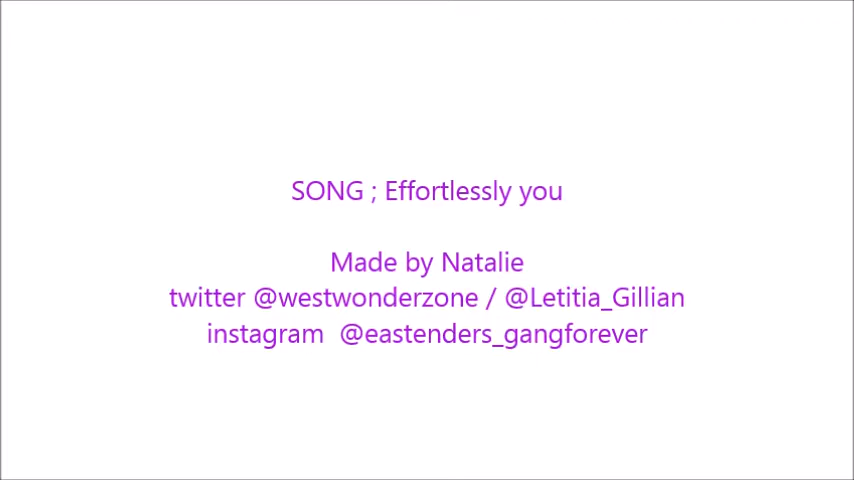 SONG ; Effortlessly you
Made by Natalie
twitter @westwonderzone / @Letitia_Gillian
instagram @eastenders_gangforever